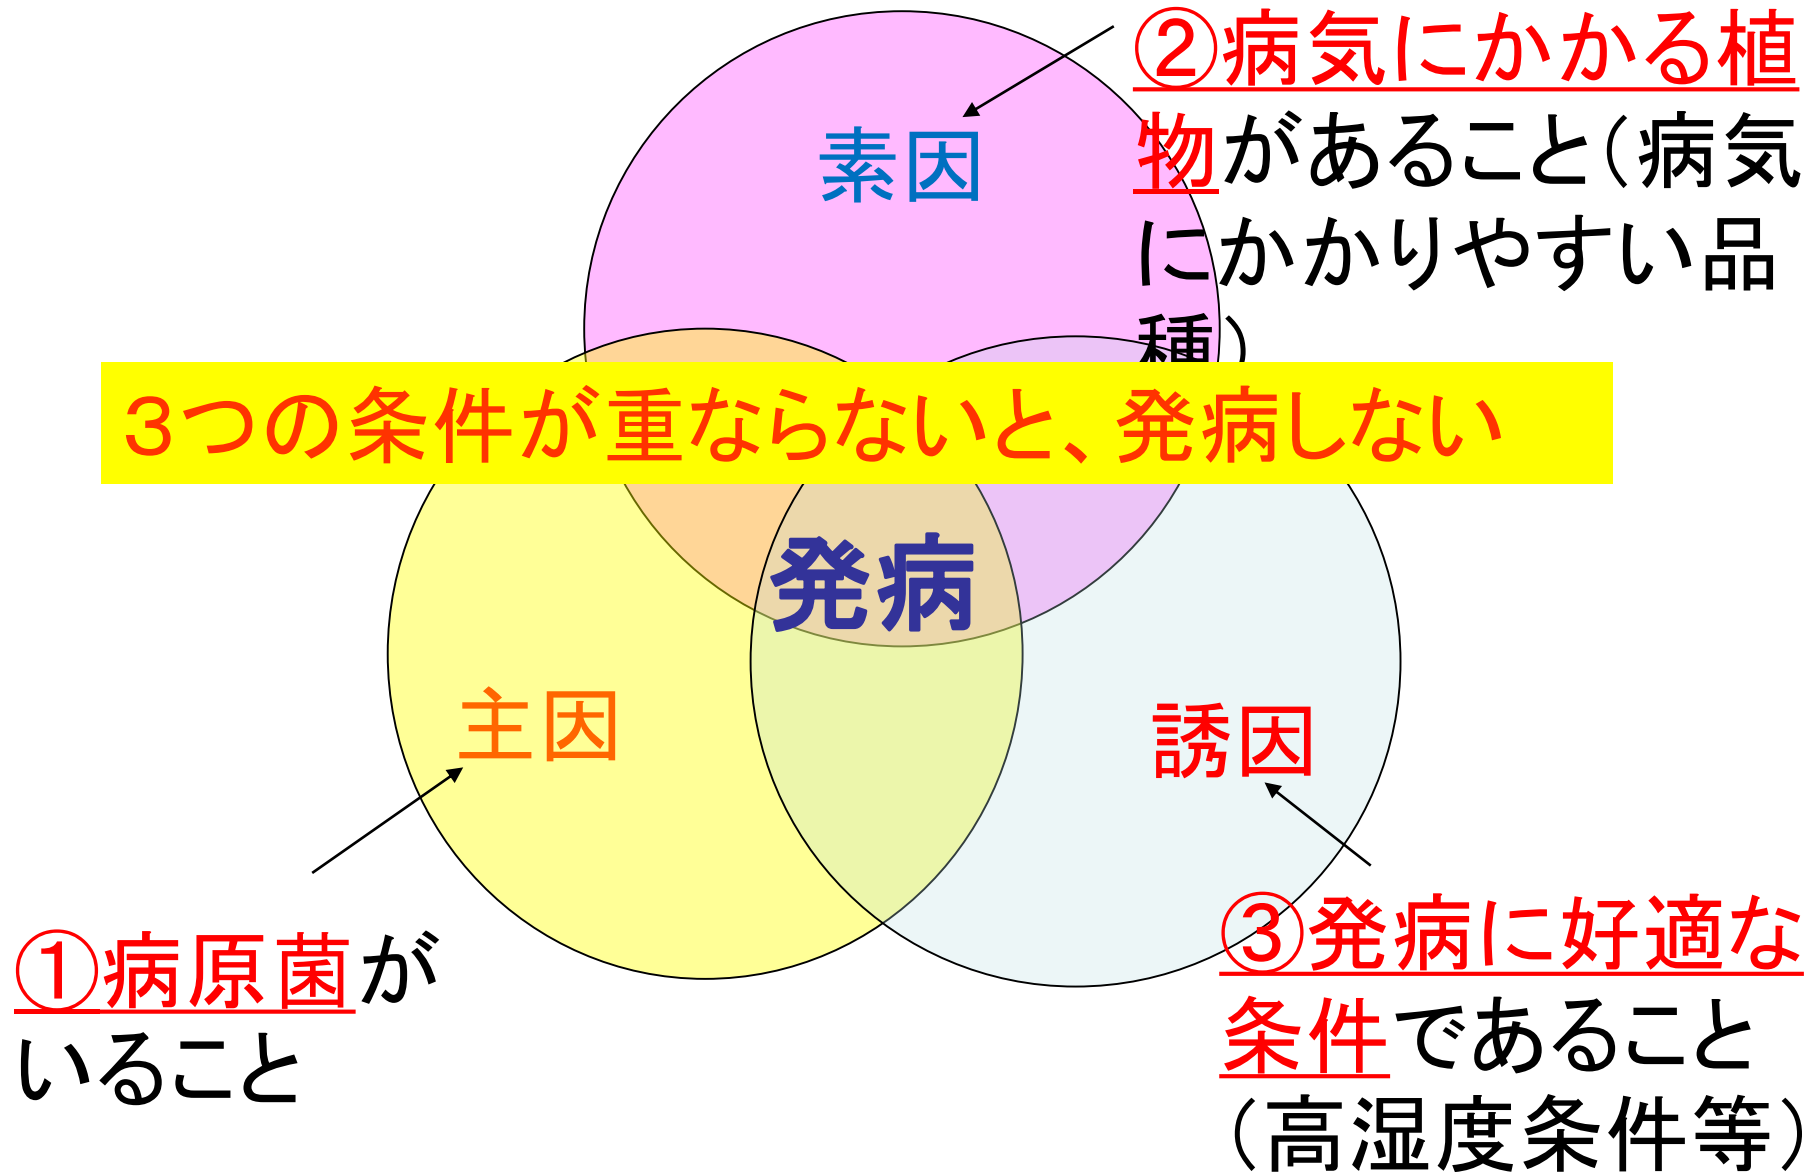 ②病気にかかる植
物があること（病気
にかかりやすい品
種）
素因
３つの条件が重ならないと、発病しない
発病
主因
誘因
①病原菌が
いること
③発病に好適な
条件であること
（高湿度条件等）